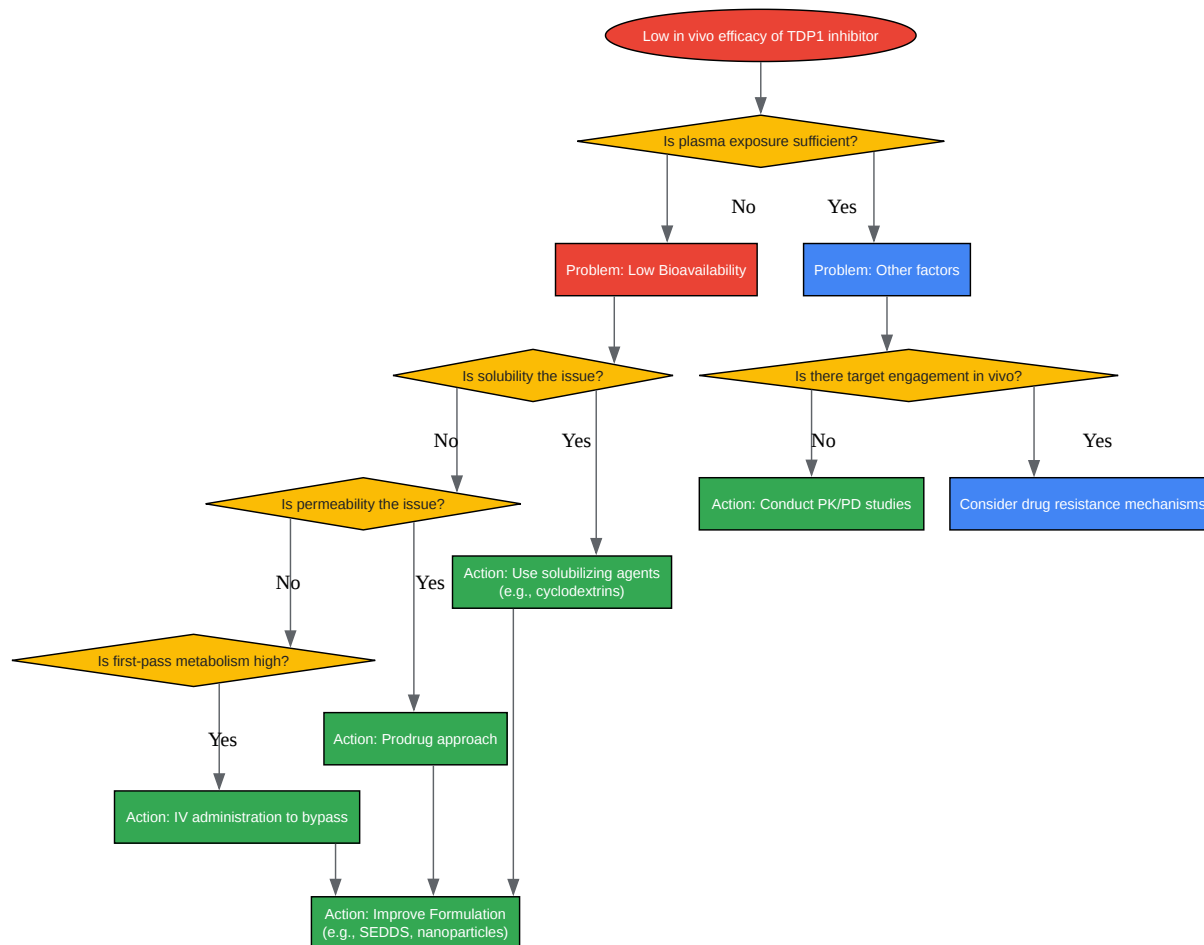 Low in vivo efficacy of TDP1 inhibitor
Is plasma exposure sufficient?
No
Yes
Problem: Low Bioavailability
Problem: Other factors
Is solubility the issue?
Is there target engagement in vivo?
No
Yes
No
Yes
Is permeability the issue?
Action: Conduct PK/PD studies
Consider drug resistance mechanisms
No
Yes
Action: Use solubilizing agents
(e.g., cyclodextrins)
Is first-pass metabolism high?
Yes
Action: Prodrug approach
Action: IV administration to bypass
Action: Improve Formulation
(e.g., SEDDS, nanoparticles)